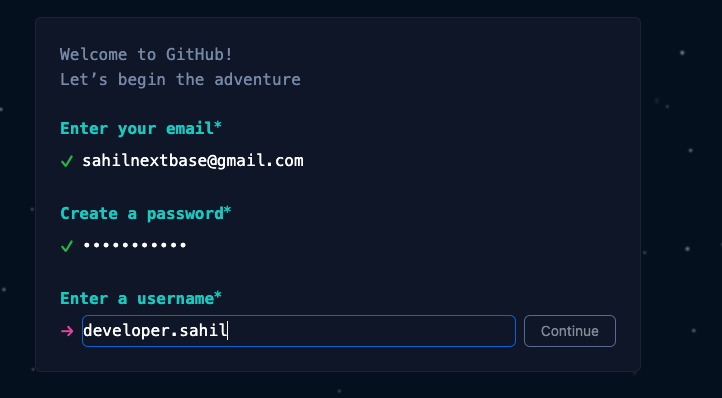 Welcome to GitHub!
Let’s begin the adventure
Enter your email*
✓ sahilnextbase@gmail.com
Create a password*
✓ •••••••••••
Enter a username*
→ developer.sahil Continue